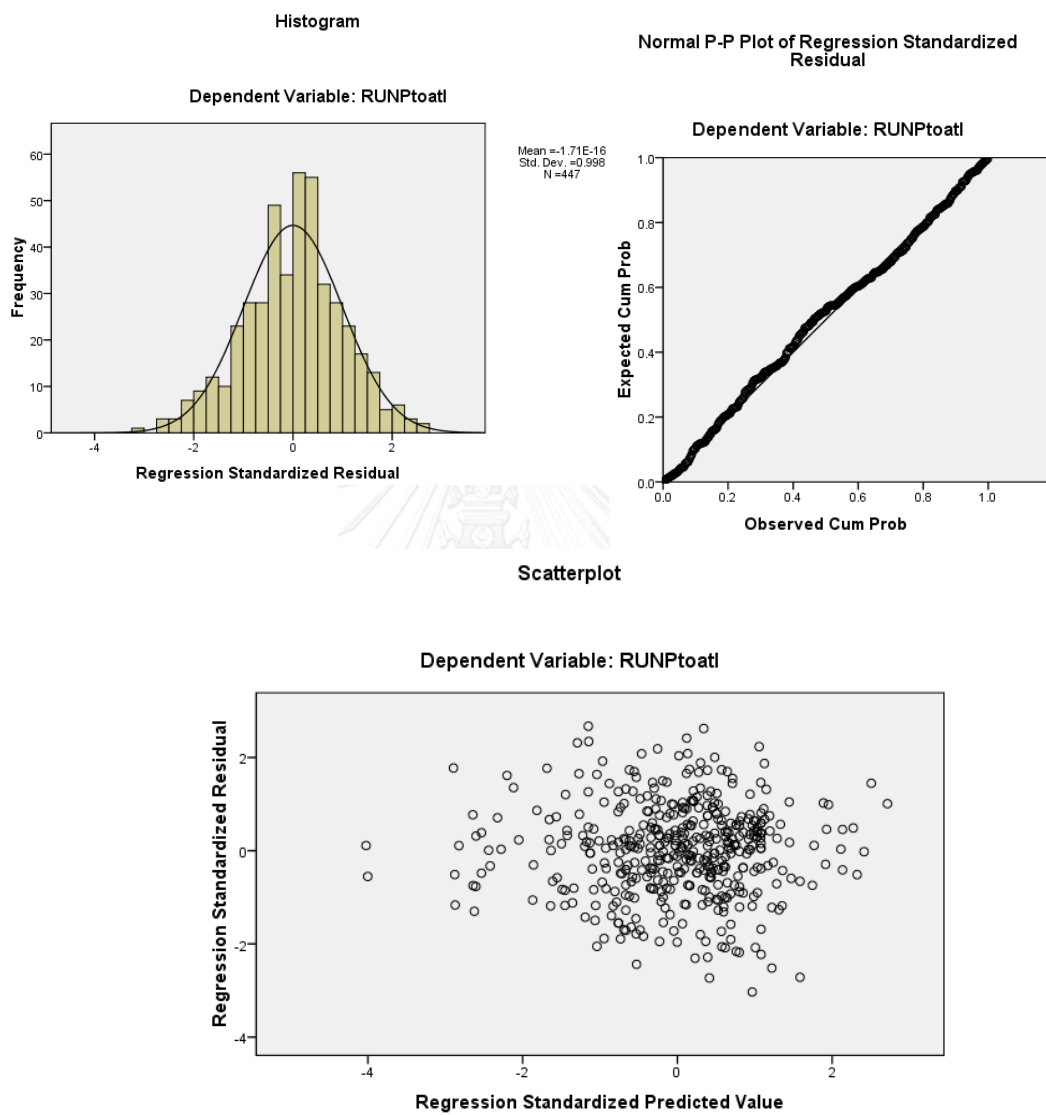 Histogram
Dependent Variable: RUNPtoatl
60
50
40
30
20
10
0
Frequency
-4
-2
0
2
Regression Standardized Residual
Mean =-1.71E-16
Std. Dev. =0.998
N =447
Normal P-P Plot of Regression Standardized
Residual
Dependent Variable: RUNPtoatl
1.0
0.8
0.6
0.4
0.2
0.0
Expected Cum Prob
0.0
0.2
0.4
0.6
0.8
1.0
Observed Cum Prob
Scatterplot
Dependent Variable: RUNPtoatl
2
0
-2
-4
Regression Standardized Residual
-4
-2
0
2
Regression Standardized Predicted Value